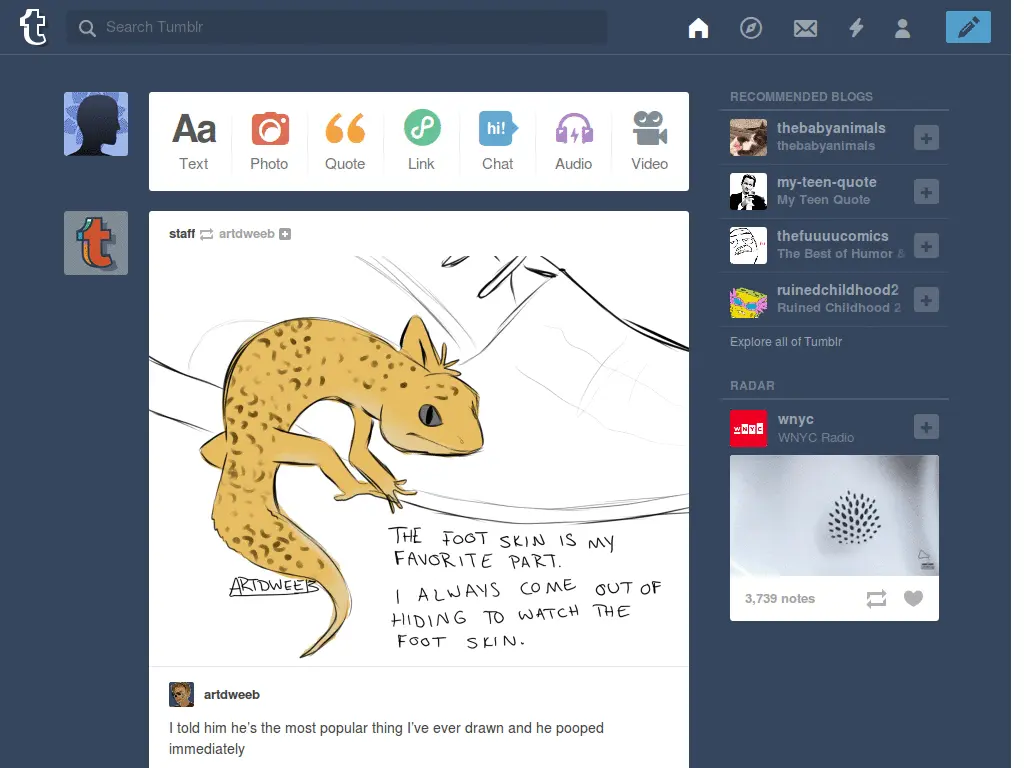 Search Tumblr
Aa
hi!
Text
Photo
Quote
Link
Chat
Audio
Video
staff artdweeb
THE FOOT SKIN IS MY
FAVORITE PART.
I ALWAYS COME OUT OF
HIDING TO WATCH THE
FOOT SKIN.
ARTDWEEB
artdweeb
I told him he's the most popular thing I've ever drawn and he pooped
immediately
RECOMMENDED BLOGS
thebabyanimals
thebabyanimals
my-teen-quote
My Teen Quote
thefuuuucomics
The Best of Humor &
ruinedchildhood2
Ruined Childhood 2
Explore all of Tumblr
RADAR
WNYC
wnyc
WNYC Radio
3,739 notes